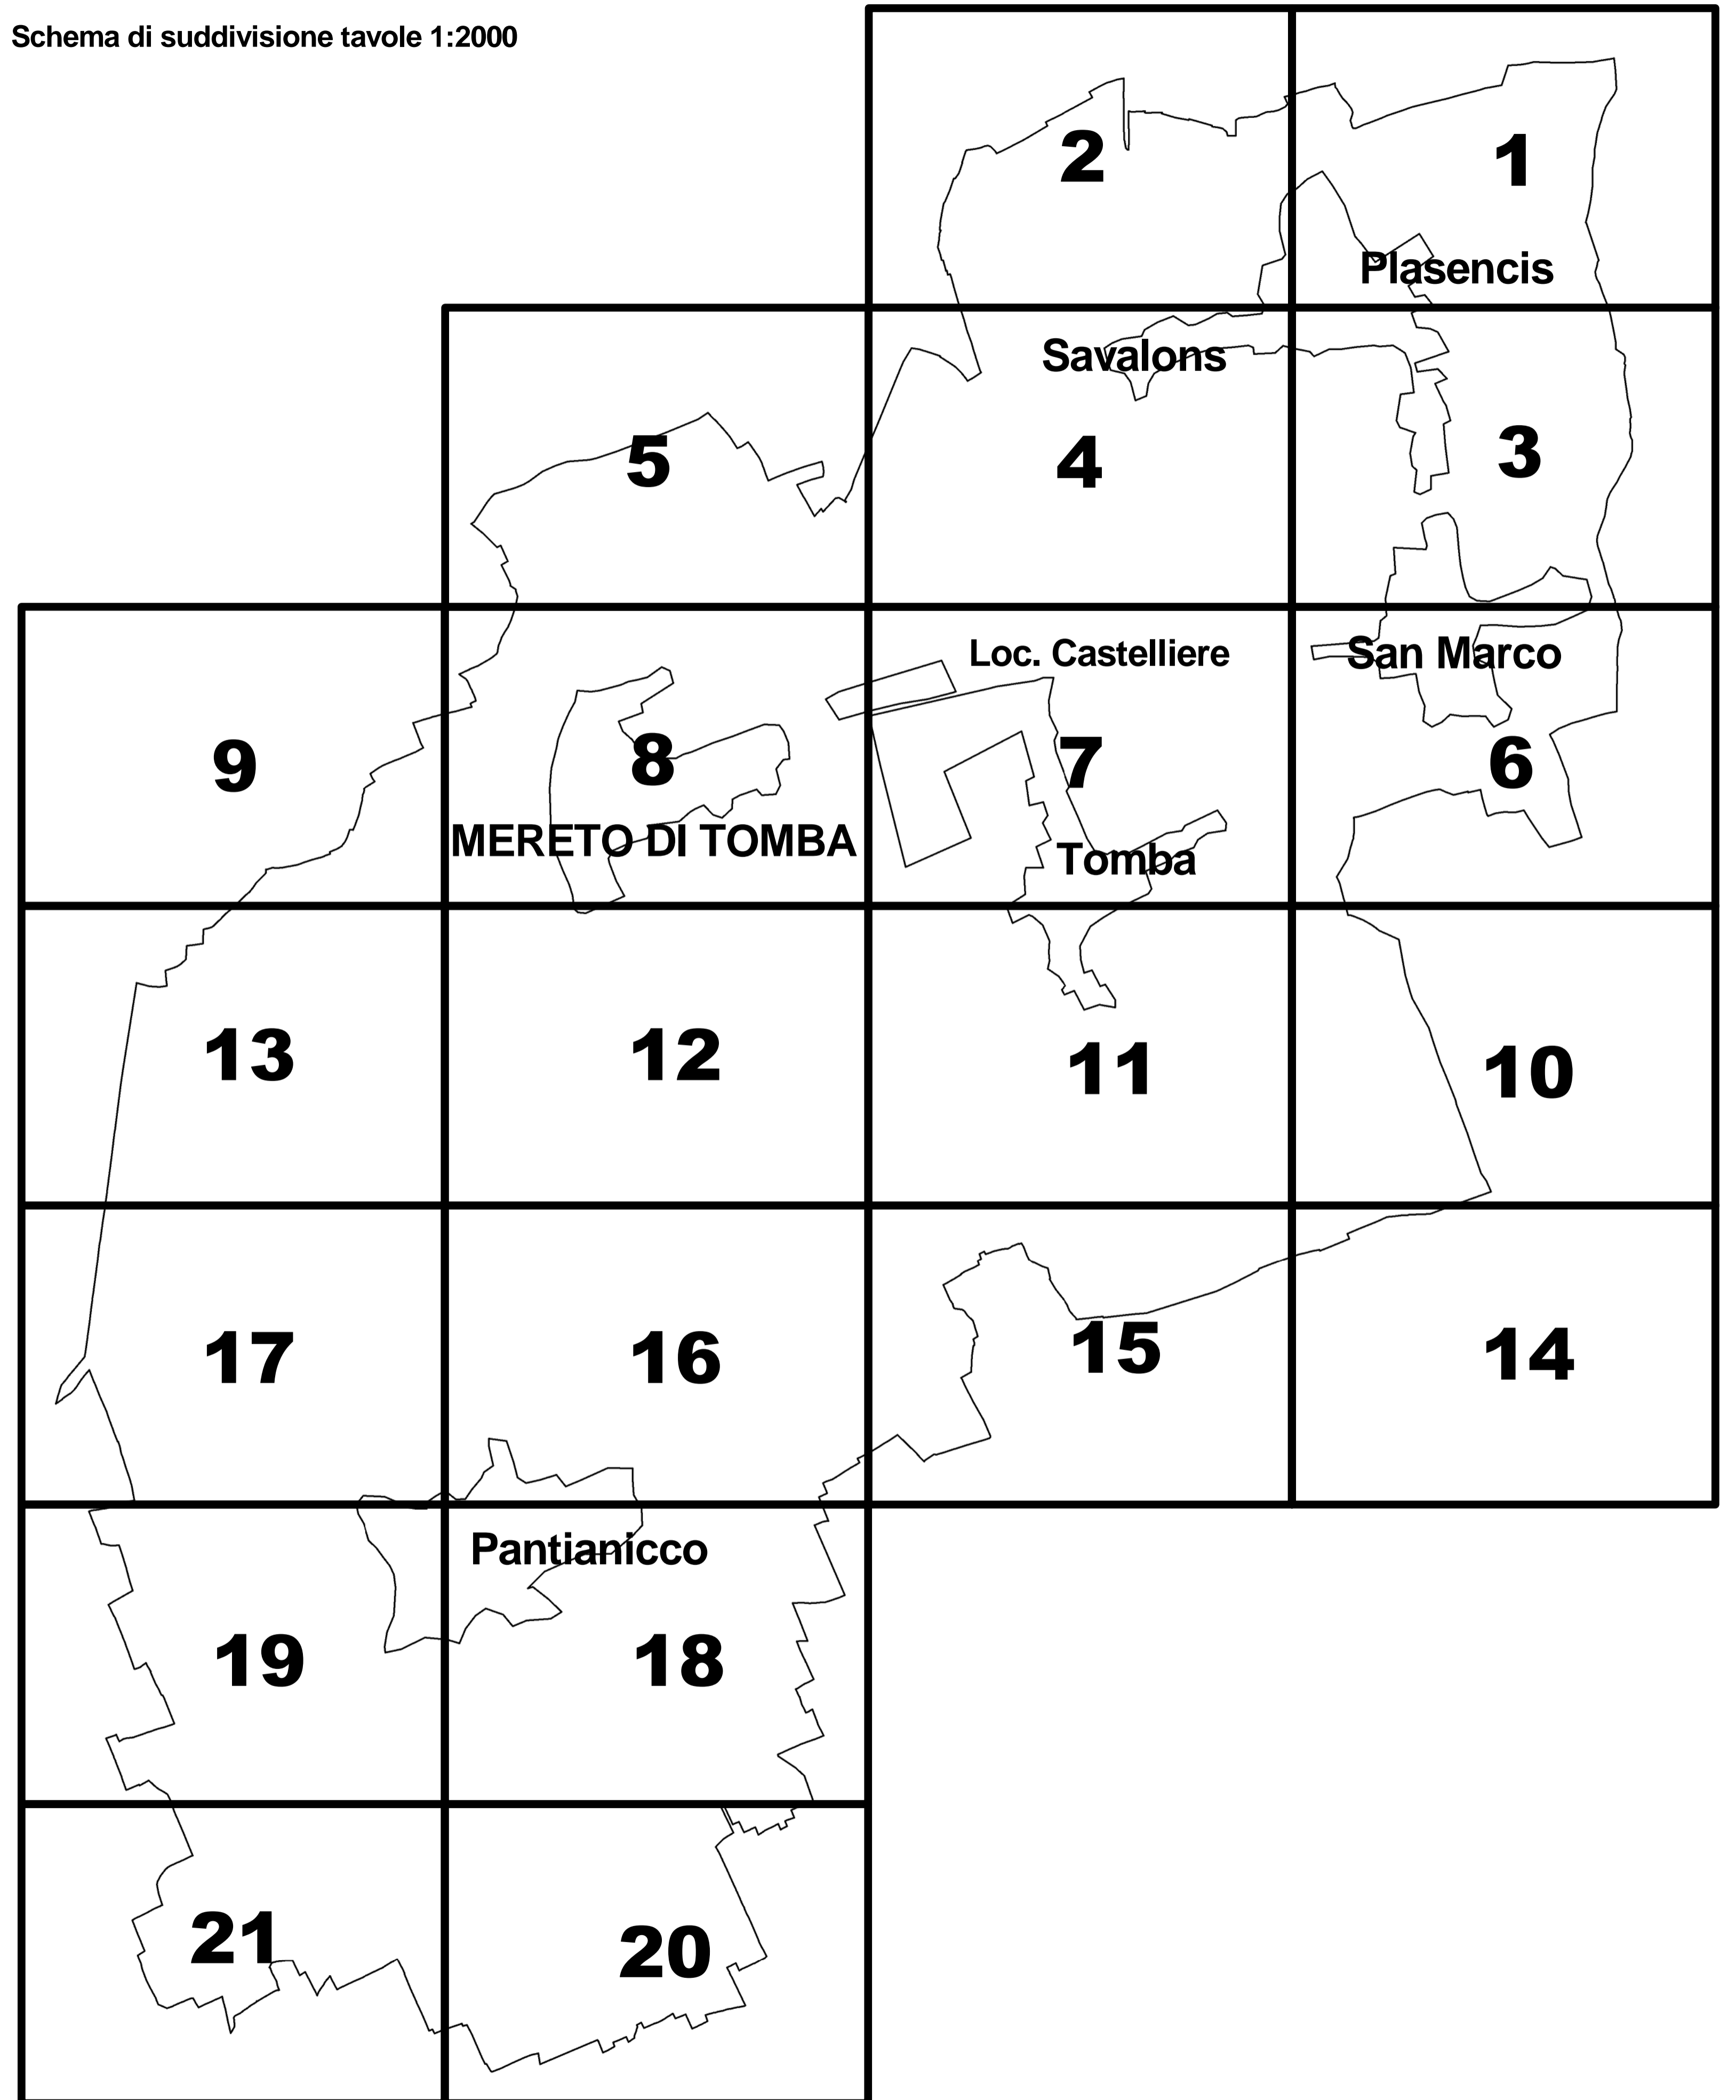 Schema di suddivisione tavole 1:2000
2
1
Plasencis
Savalons
5
4
3
Loc. Castelliere
San Marco
9
8
7
6
MERETO DI TOMBA
Tomba
13
12
11
10
17
16
15
14
Pantianicco
19
18
21
20